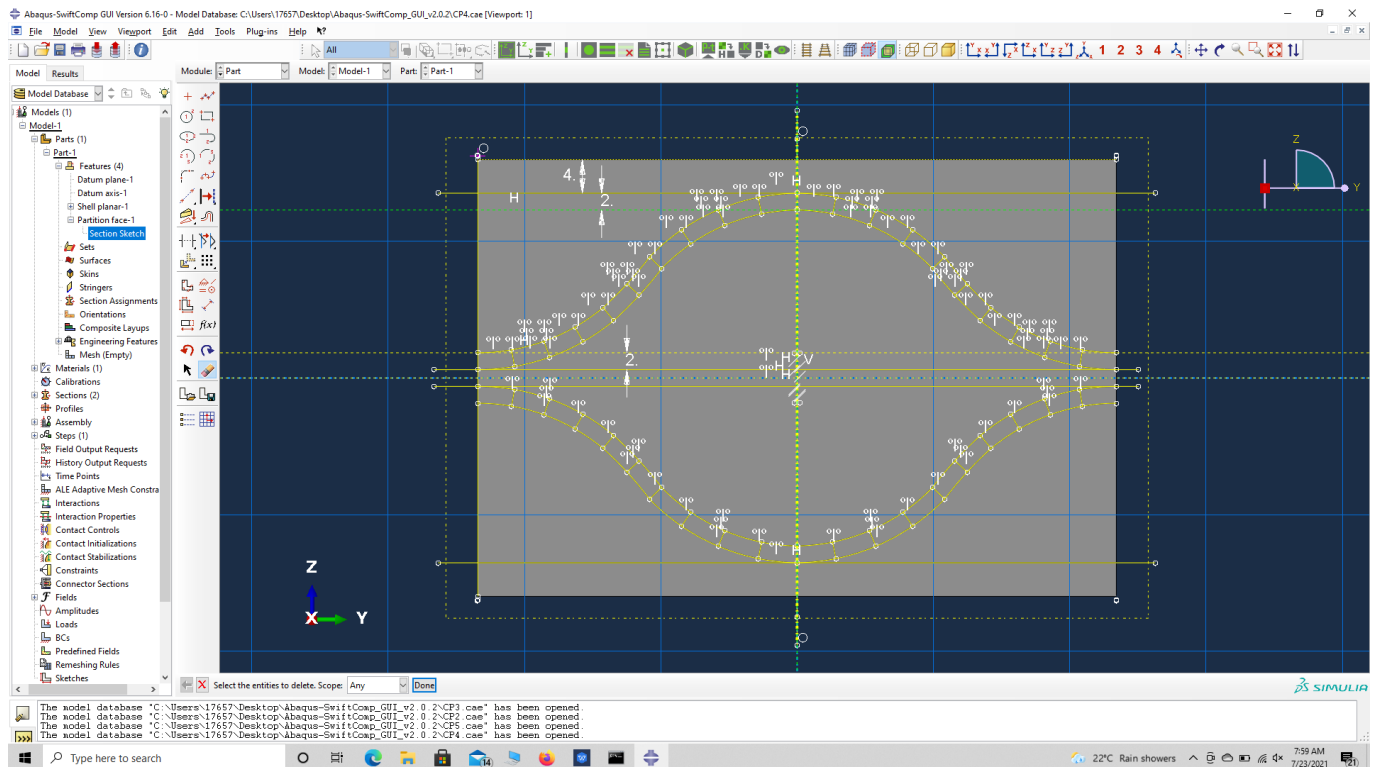 Abaqus-SwiftComp GUI Version 6.16-0 - Model Database: C:\Users\17657\Desktop\Abaqus-SwiftComp_GUI_v2.0.2\CP4.cae [Viewport: 1]
File Model Viewport Edit Add Tools Plug-ins Help
All
1 2 3 4
Model Results
Module: Part Model: Model-1 Part: Part-1
Model Database
Models (1)
Model-1
Parts (1)
Part-1
Features (4)
Datum plane-1
Datum axis-1
Shell planar-1
Partition face-1
Section Sketch
Sets
Surfaces
Skins
Stringers
Section Assignments
Orientations
Composite Layups
Engineering Features
Mesh (Empty)
Materials (1)
Calibrations
Sections (2)
Profiles
Assembly
Steps (1)
Field Output Requests
History Output Requests
Time Points
ALE Adaptive Mesh Constra
Interactions
Interaction Properties
Contact Controls
Contact Initializations
Contact Stabilizations
Constraints
Connector Sections
Fields
Amplitudes
Loads
BCs
Predefined Fields
Remeshing Rules
Sketches
f(x)
4.
2.
H
H
2.
H
H
H
V
H
H
Z
X Y
Z
X Y
Select the entities to delete. Scope: Any Done
SIMULIA
The model database "C:\Users\17657\Desktop\Abaqus-SwiftComp_GUI_v2.0.2\CP3.cae" has been opened.
The model database "C:\Users\17657\Desktop\Abaqus-SwiftComp_GUI_v2.0.2\CP2.cae" has been opened.
The model database "C:\Users\17657\Desktop\Abaqus-SwiftComp_GUI_v2.0.2\CP5.cae" has been opened.
The model database "C:\Users\17657\Desktop\Abaqus-SwiftComp_GUI_v2.0.2\CP4.cae" has been opened.
Type here to search
14
22°C Rain showers
7:59 AM
7/23/2021
21